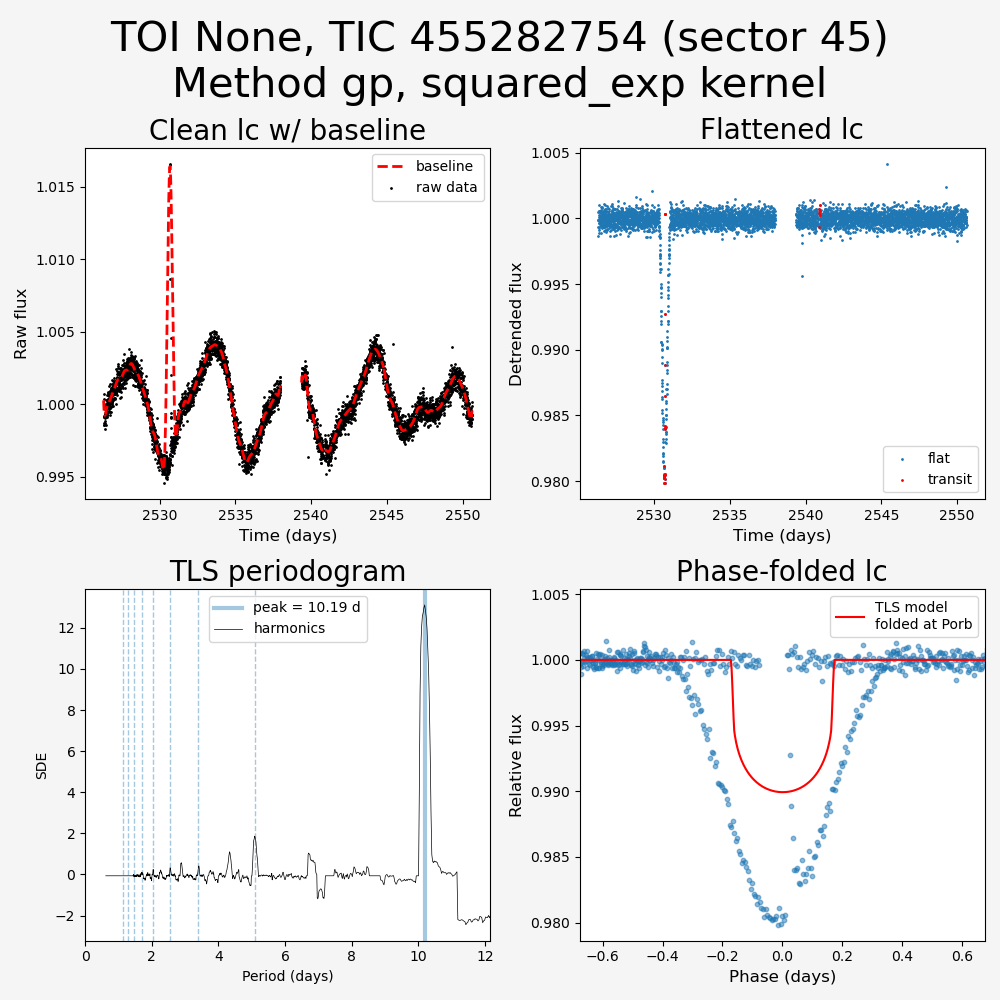 TOI None, TIC 455282754 (sector 45)
Method gp, squared_exp kernel
Clean lc w/ baseline
baseline
raw data
1.015
1.010
1.005
1.000
0.995
Raw flux
2530 2535 2540 2545 2550
Time (days)
Flattened lc
1.005
1.000
0.995
0.990
0.985
0.980
Detrended flux
flat
transit
2530 2535 2540 2545 2550
Time (days)
TLS periodogram
peak = 10.19 d
harmonics
12
10
8
6
4
2
0
−2
SDE
0 2 4 6 8 10 12
Period (days)
Phase-folded lc
TLS model
folded at Porb
1.005
1.000
0.995
0.990
0.985
0.980
Relative flux
−0.6 −0.4 −0.2 0.0 0.2 0.4 0.6
Phase (days)